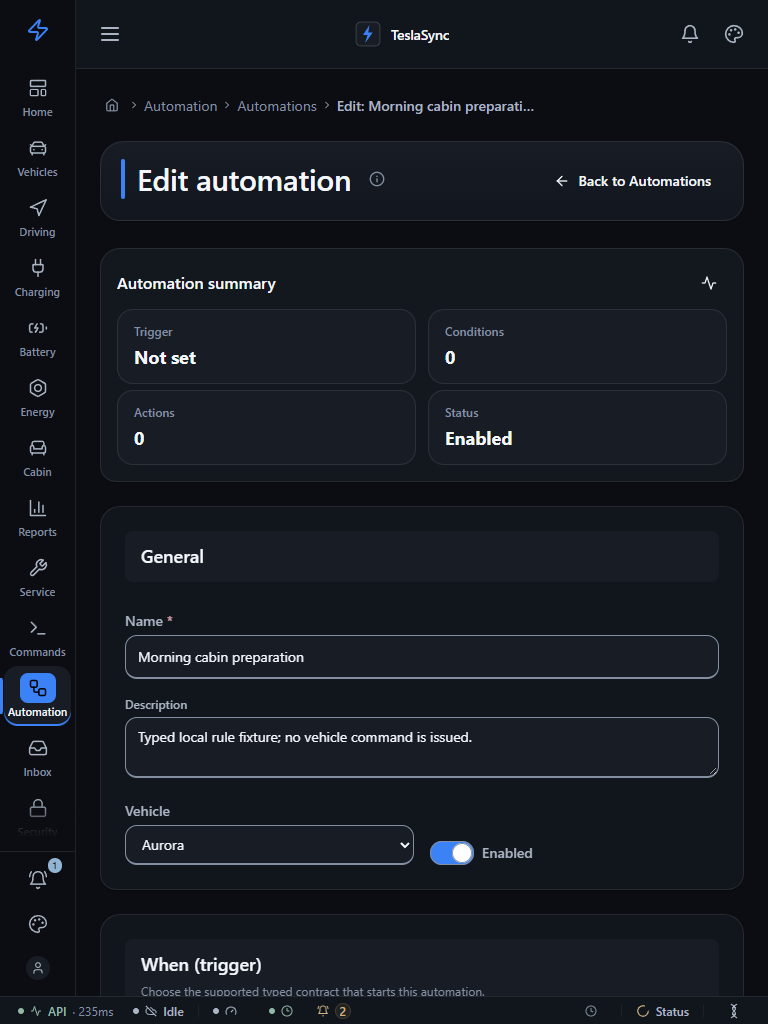 TeslaSync
Home
Vehicles
Driving
Charging
Battery
Energy
Cabin
Reports
Service
Commands
Automation
Inbox
Security
1
Automation
Automations
Edit: Morning cabin preparati...
Edit automation
Back to Automations
Automation summary
Trigger
Not set
Conditions
0
Actions
0
Status
Enabled
General
Name *
Morning cabin preparation
Description
Typed local rule fixture; no vehicle command is issued.
Vehicle
Aurora
Enabled
When (trigger)
Choose the supported typed contract that starts this automation.
API · 235ms
Idle
2
Status